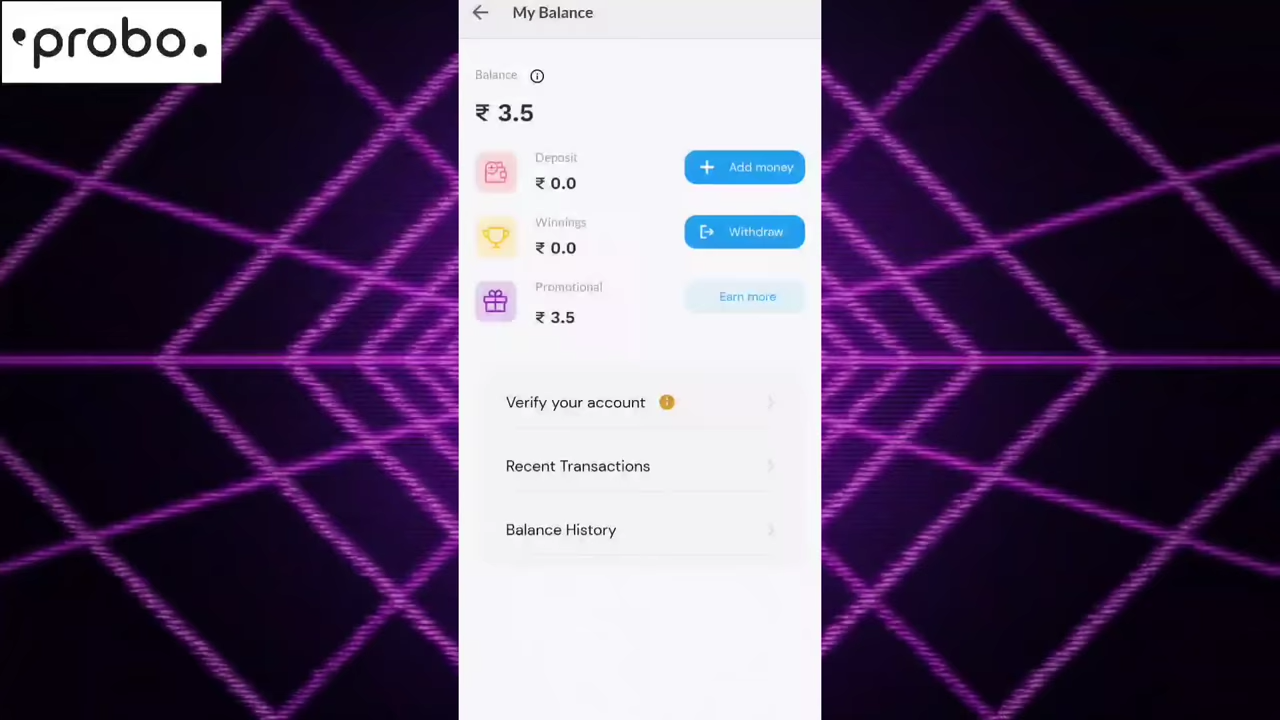 probo.
My Balance
Balance
₹ 3.5
Deposit
₹ 0.0
Add money
Winnings
₹ 0.0
Withdraw
Promotional
₹ 3.5
Earn more
Verify your account
Recent Transactions
Balance History